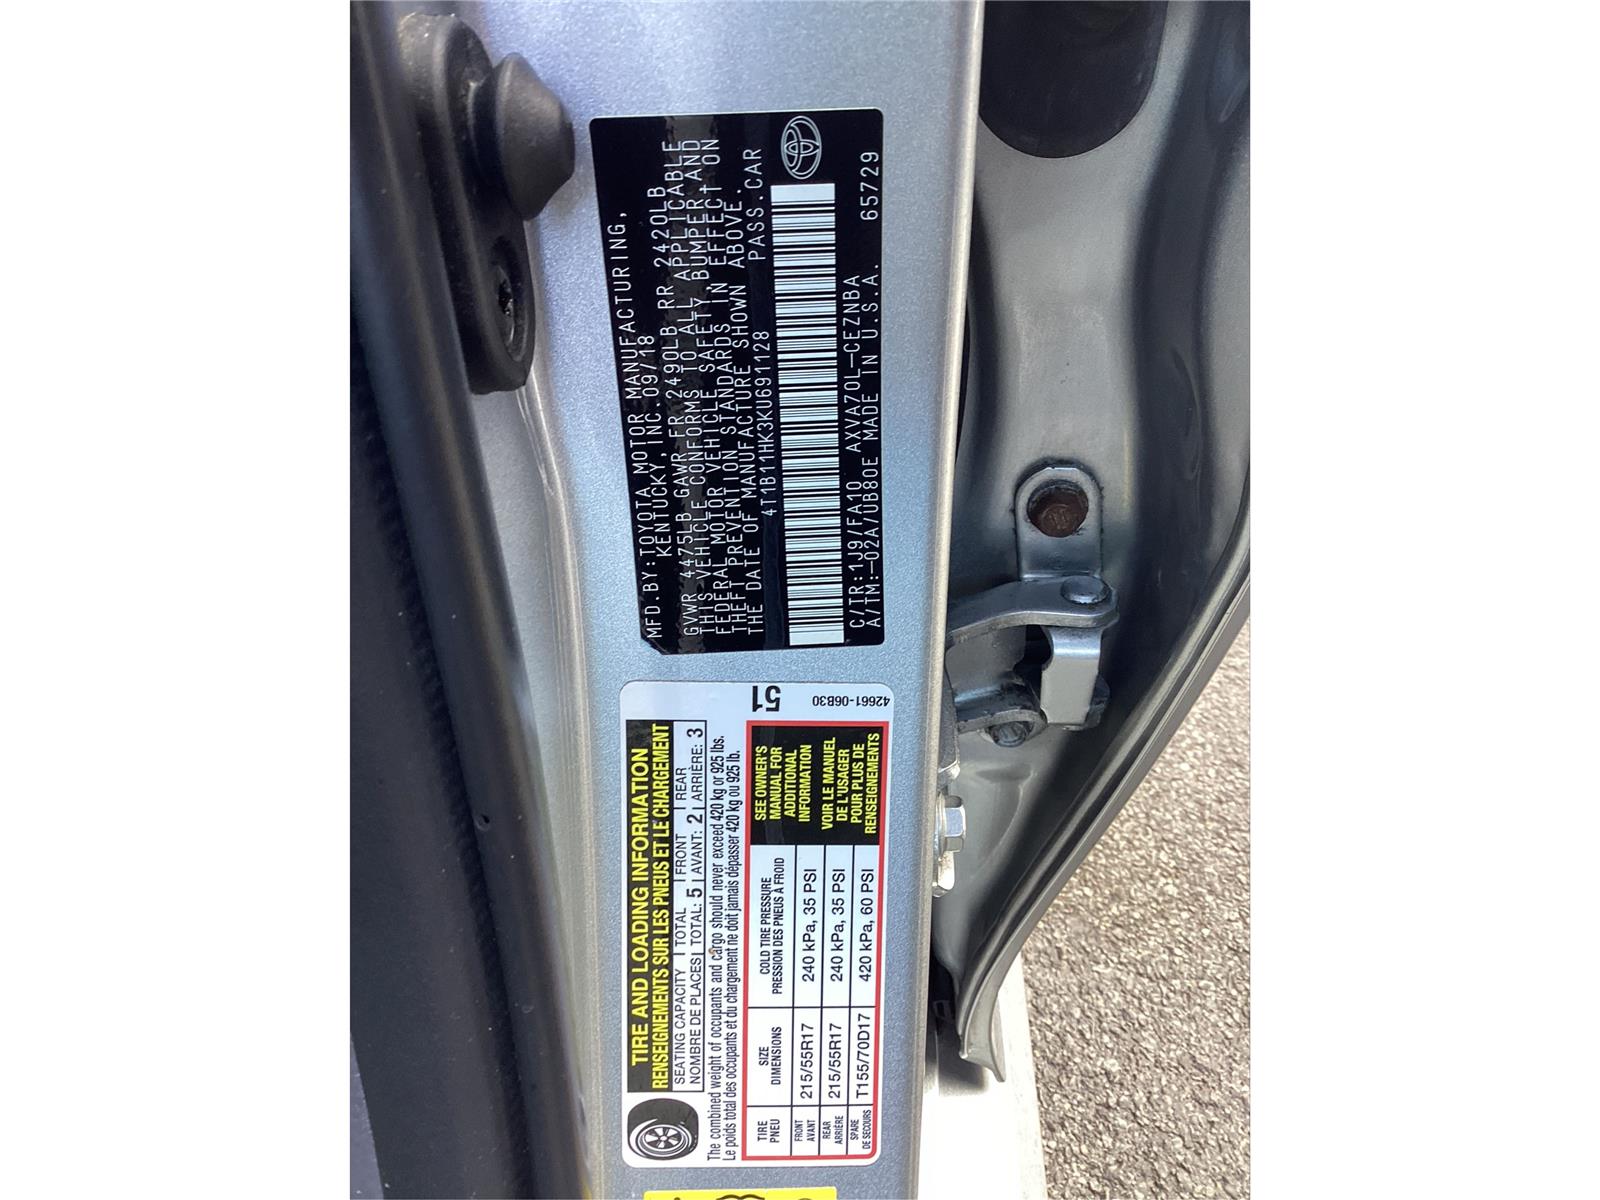 MFD.BY:TOYOTA MOTOR MANUFACTURING,
KENTUCKY, INC. 09/18
GVWR 4475LB GAWR FR 2490LB RR 2420LB
THIS VEHICLE CONFORMS TO ALL APPLICABLE
FEDERAL MOTOR VEHICLE SAFETY, BUMPER AND
THEFT PREVENTION STANDARDS IN EFFECT ON
THE DATE OF MANUFACTURE SHOWN ABOVE.
4T1B11HK3KU691128 PASS.CAR
C/TR:1J9/FA10 AXVA70L-CEZNBA
A/TM:-02A/UB80E MADE IN U.S.A. 65729
TIRE AND LOADING INFORMATION
RENSEIGNEMENTS SUR LES PNEUS ET LE CHARGEMENT
SEATING CAPACITY TOTAL FRONT REAR
NOMBRE DE PLACES TOTAL: 5 AVANT: 2 ARRIÈRE: 3
The combined weight of occupants and cargo should never exceed 420 kg or 925 lbs.
Le poids total des occupants et du chargement ne doit jamais dépasser 420 kg ou 925 lb.
51
TIRE SIZE COLD TIRE PRESSURE
PNEU DIMENSIONS PRESSION DES PNEUS À FROID
FRONT
AVANT 215/55R17 240 kPa, 35 PSI
REAR
ARRIÈRE 215/55R17 240 kPa, 35 PSI
SPARE
DE SECOURS T155/70D17 420 kPa, 60 PSI
SEE OWNER'S
MANUAL FOR
ADDITIONAL
INFORMATION
VOIR LE MANUEL
DE L'USAGER
POUR PLUS DE
RENSEIGNEMENTS
42661-06B30